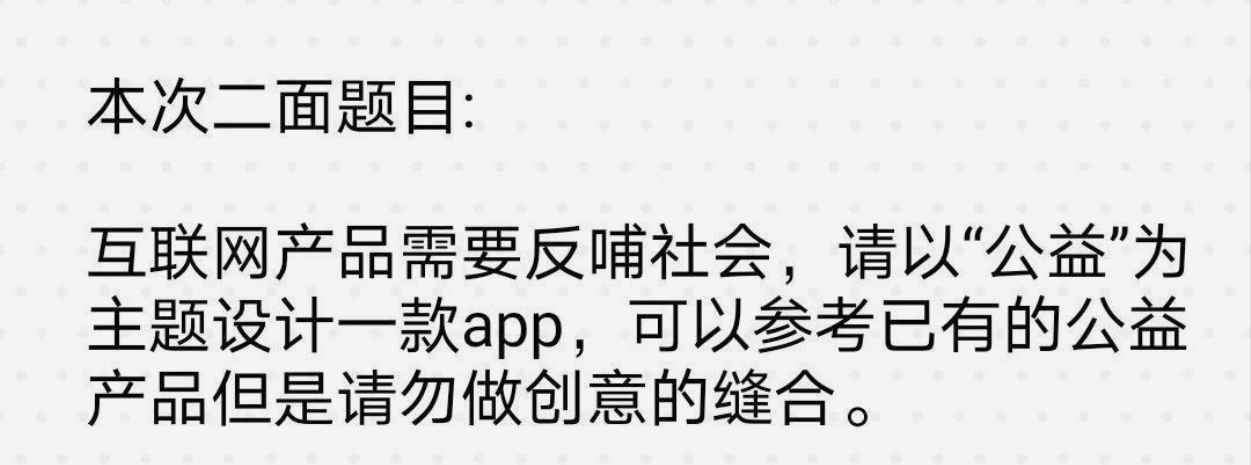 本次二面题目:
互联网产品需要反哺社会，请以“公益”为
主题设计一款app，可以参考已有的公益
产品但是请勿做创意的缝合。